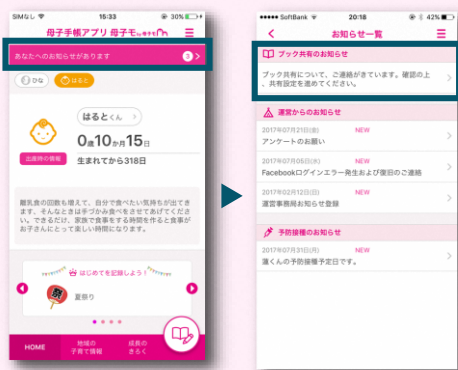 SIMなし 15:33 30%
母子手帳アプリ 母子モ
あなたへのお知らせがあります 3 >
ひな はると
はるとくん >
0歳10か月15日
出産時の情報 生まれてから318日
離乳食の回数も増えて、自分で食べたい気持ちが出てき
ます。そんなときは手づかみ食べをさせてあげてくださ
い。できるだけ、家族で食事をする時間を作ると食事が
お子さんにとって楽しい時間になります。
はじめてを記録しよう!
祭 夏祭り
HOME 地域の 成長の
子育て情報 きろく
SoftBank 20:18 42%
お知らせ一覧
ブック共有のお知らせ
ブック共有について、ご連絡がきています。確認の上
、共有設定を進めてください。
運営からのお知らせ
2017年07月21日(金) NEW
アンケートのお願い
2017年07月05日(水) NEW
Facebookログインエラー発生および復旧のご連絡
2017年02月12日(日) NEW
運営事務局お知らせ登録
予防接種のお知らせ
2017年07月31日(月) NEW
蓮くんの予防接種予定日です。